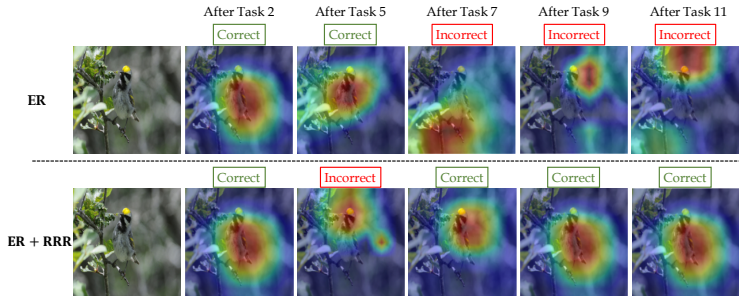 After Task 2 After Task 5 After Task 7 After Task 9 After Task 11
Correct Correct Incorrect Incorrect Incorrect
ER
Correct Incorrect Correct Correct Correct
ER + RRR